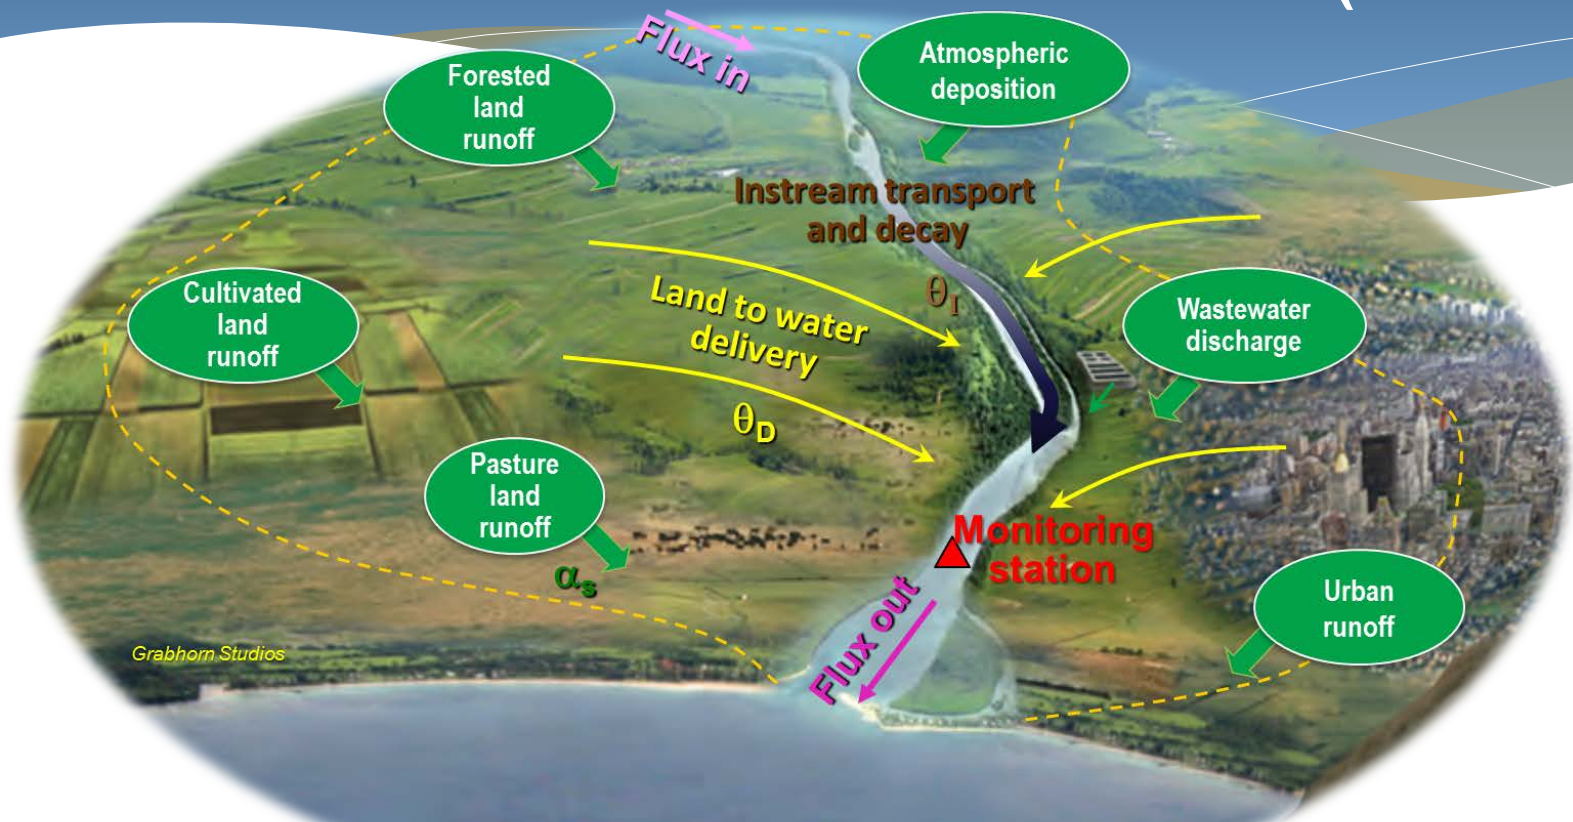 Flux in
Atmospheric
deposition
Forested
land
runoff
Instream transport
and decay
Cultivated
land
runoff
Land to water
delivery
θI
Wastewater
discharge
θD
Pasture
land
runoff
Monitoring
station
αs
Flux out
Urban
runoff
Grabhorn Studios